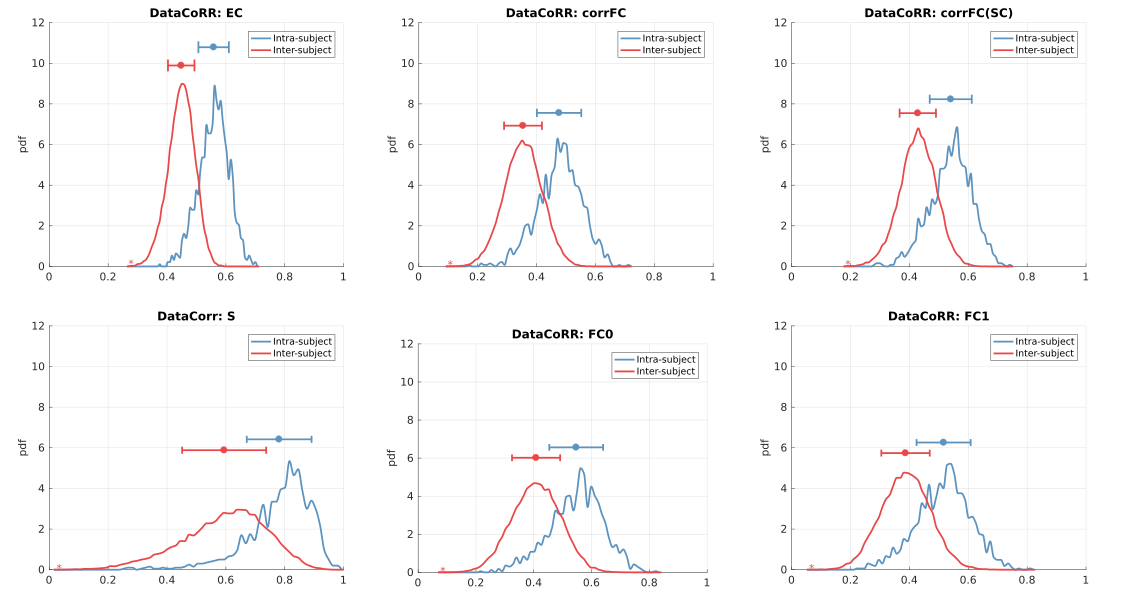 DataCoRR: EC
12
10
8
6
4
2
0
pdf
0 0.2 0.4 0.6 0.8 1
Intra-subject
Inter-subject
*
DataCoRR: corrFC
12
10
8
6
4
2
0
pdf
0 0.2 0.4 0.6 0.8 1
Intra-subject
Inter-subject
*
DataCoRR: corrFC(SC)
12
10
8
6
4
2
0
pdf
0 0.2 0.4 0.6 0.8 1
Intra-subject
Inter-subject
*
DataCorr: S
12
10
8
6
4
2
0
pdf
0 0.2 0.4 0.6 0.8 1
Intra-subject
Inter-subject
*
DataCoRR: FC0
12
10
8
6
4
2
0
pdf
0 0.2 0.4 0.6 0.8 1
Intra-subject
Inter-subject
*
DataCoRR: FC1
12
10
8
6
4
2
0
pdf
0 0.2 0.4 0.6 0.8 1
Intra-subject
Inter-subject
*